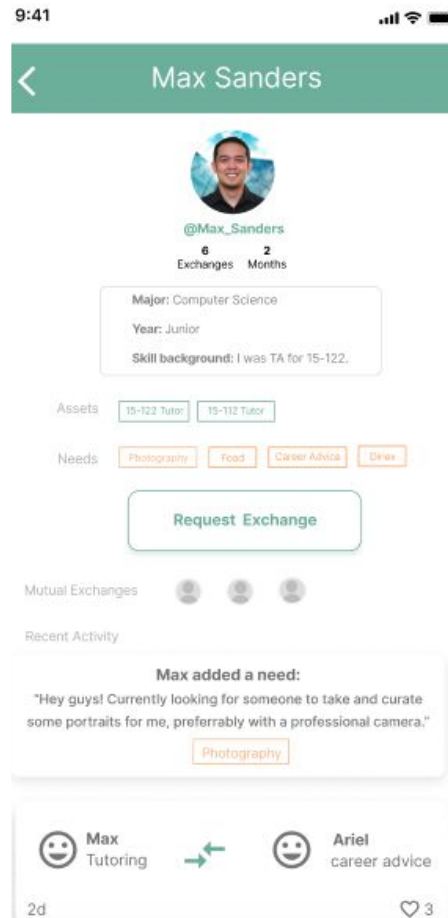 9:41
Max Sanders
@Max_Sanders
6 2
Exchanges Months
Major: Computer Science
Year: Junior
Skill background: I was TA for 15-122.
Assets 15-122 Tutor 15-112 Tutor
Needs Photography Food Career Advice
Request Exchange
Mutual Exchanges
Recent Activity
Max added a need:
"Hey guys! Currently looking for someone to take and curate
some portraits for me, preferrably with a professional camera."
Photography
Max Ariel
Tutoring career advice
2d 3